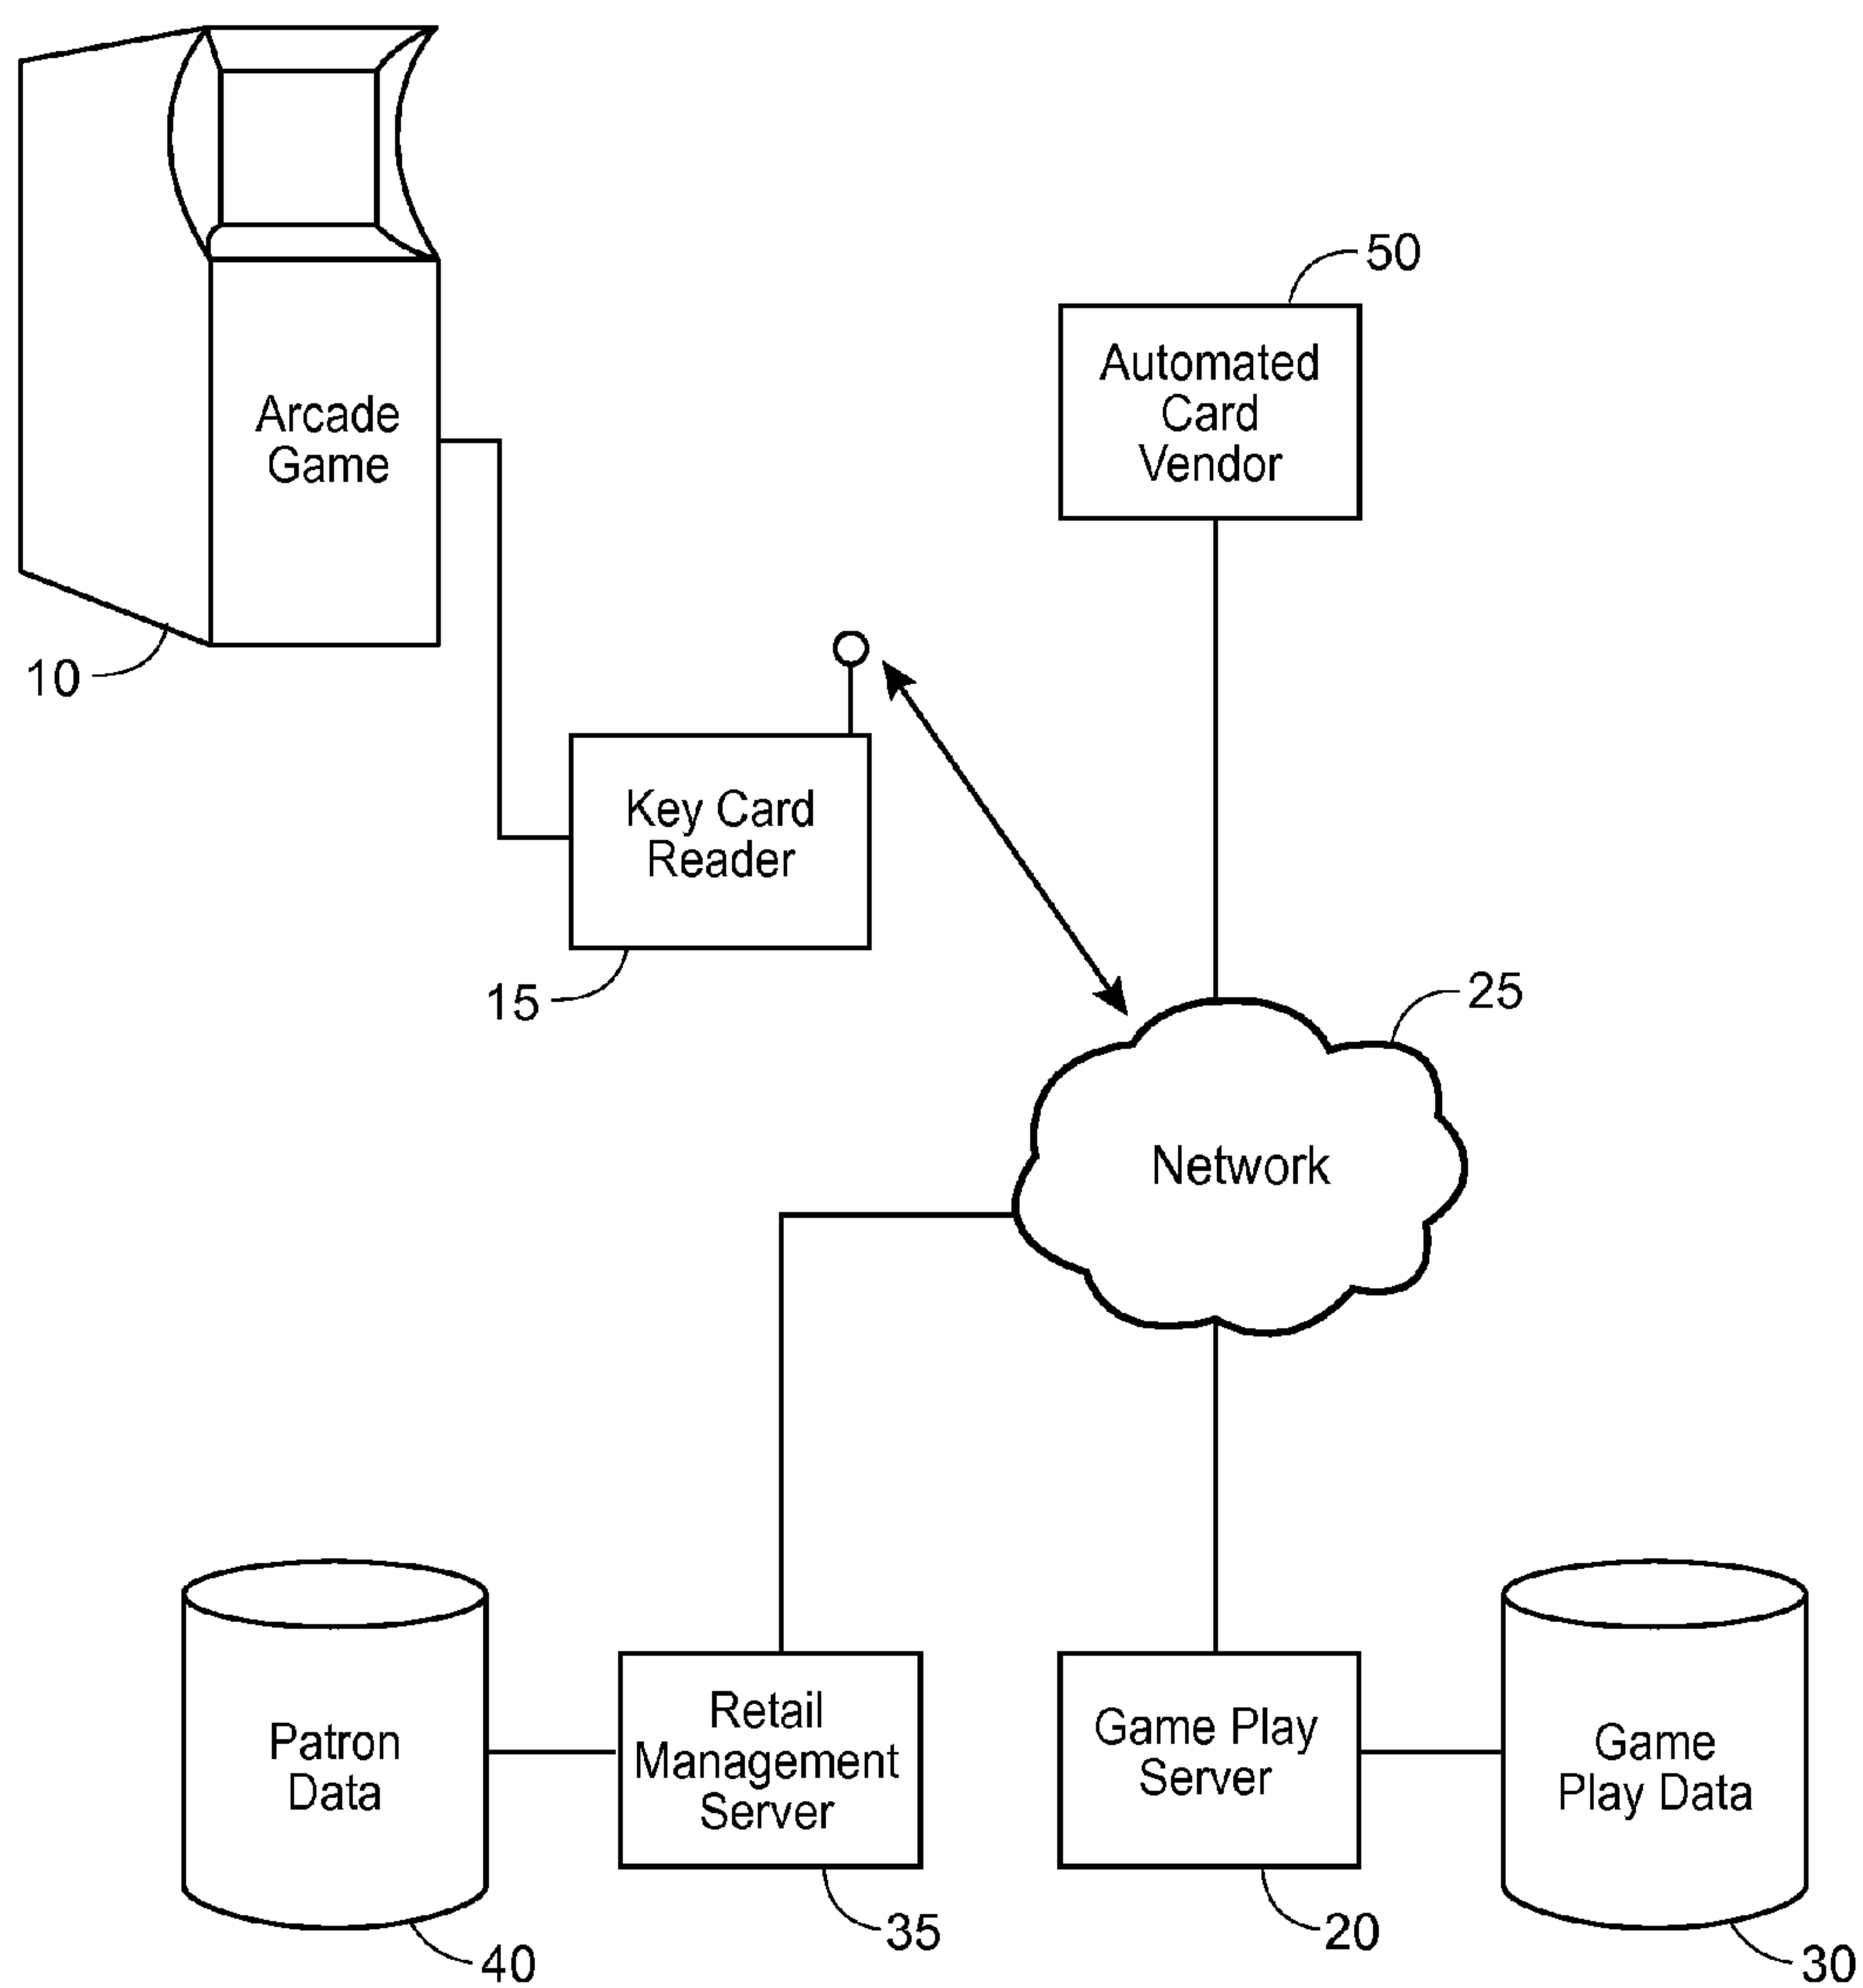 Arcade
Game
10
50
Automated
Card
Vendor
Key Card
Reader
15
25
Network
Patron
Data
40
Retail
Management
Server
35
Game Play
Server
20
Game
Play Data
30